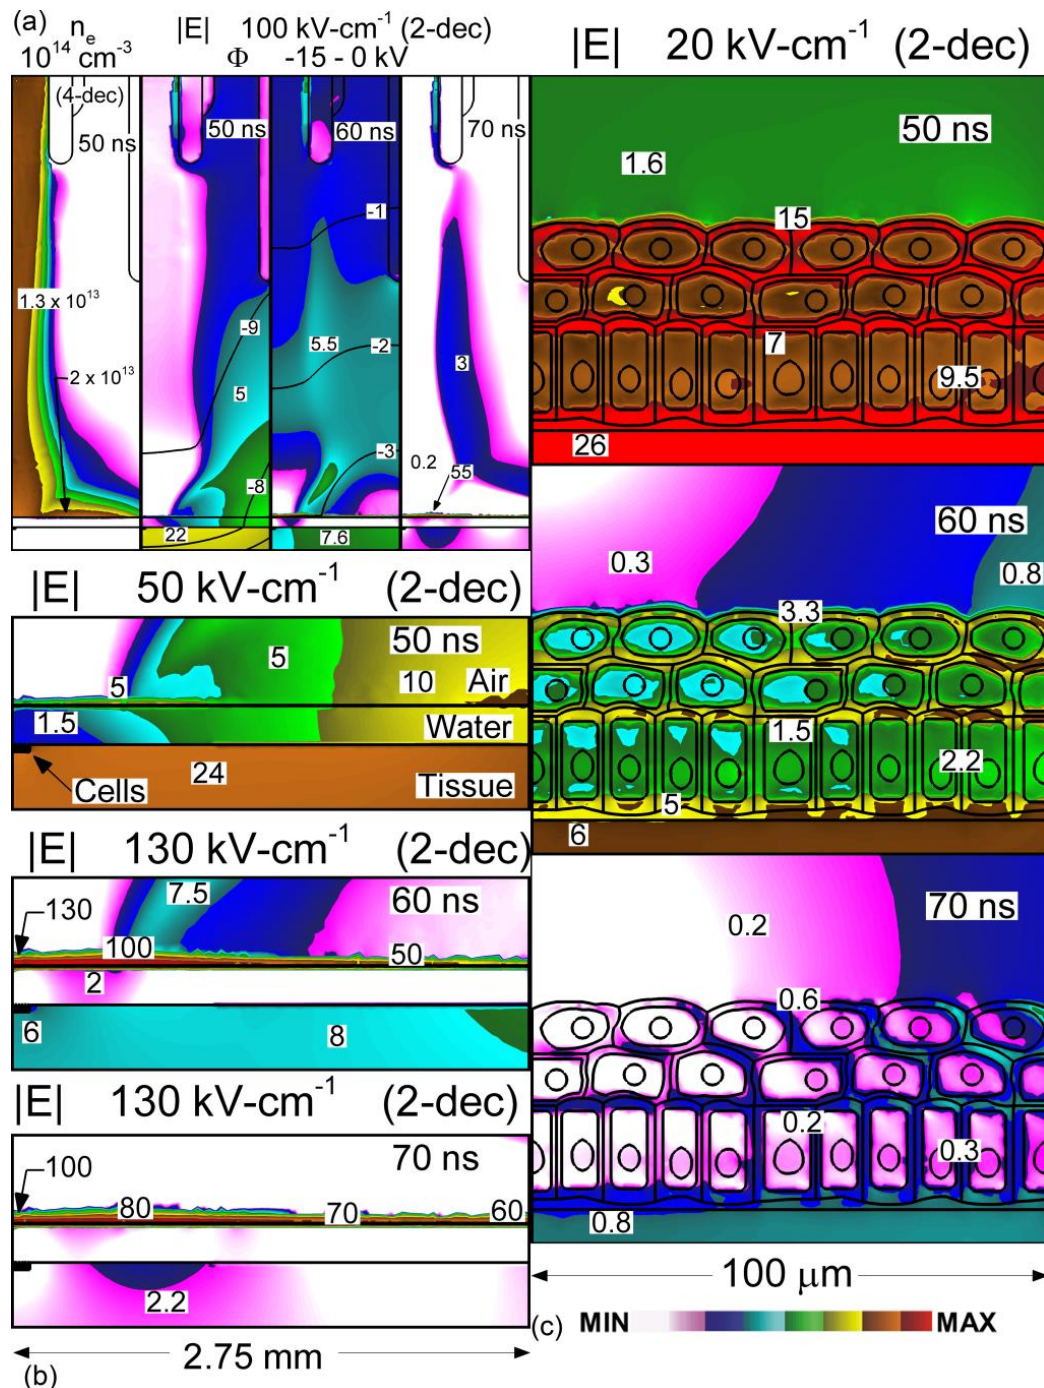 (a) nₑ |E| 100 kV-cm⁻¹ (2-dec)
10¹⁴ cm⁻³ Φ -15 - 0 kV
(4-dec)
50 ns
50 ns
60 ns
70 ns
-1
1.3 x 10¹³
-9
5.5
-2
2 x 10¹³
3
5
-3
0.2
55
-8
22
7.6
|E| 50 kV-cm⁻¹ (2-dec)
50 ns
5
5
10
Air
1.5
Water
24
Cells
Tissue
|E| 130 kV-cm⁻¹ (2-dec)
7.5
60 ns
130
100
50
2
6
8
|E| 130 kV-cm⁻¹ (2-dec)
70 ns
100
80
70
60
2.2
2.75 mm
(b)
|E| 20 kV-cm⁻¹ (2-dec)
50 ns
1.6
15
7
9.5
26
60 ns
0.3
0.8
3.3
1.5
2.2
5
6
70 ns
0.2
0.6
0.2
0.3
0.8
100 μm
(c) MIN MAX